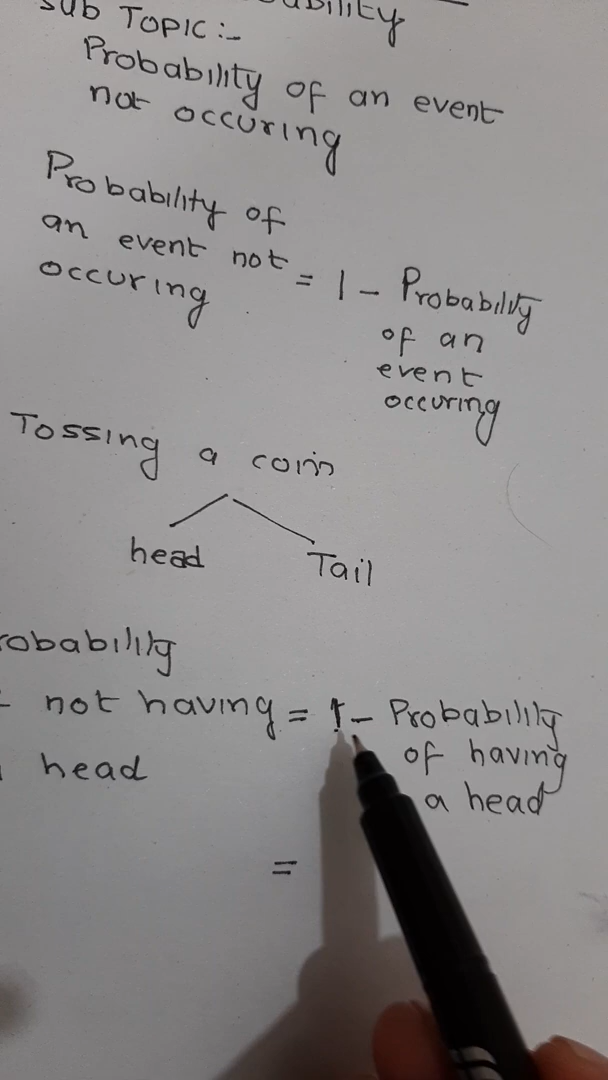 Sub TOPIC:-
Probability of an event
not occuring
Probability of
an event not = 1 - Probability
occuring
of an
event
occuring
Tossing a coin
head Tail
robability
not having = 1 - Probability
head
of having
a head
=